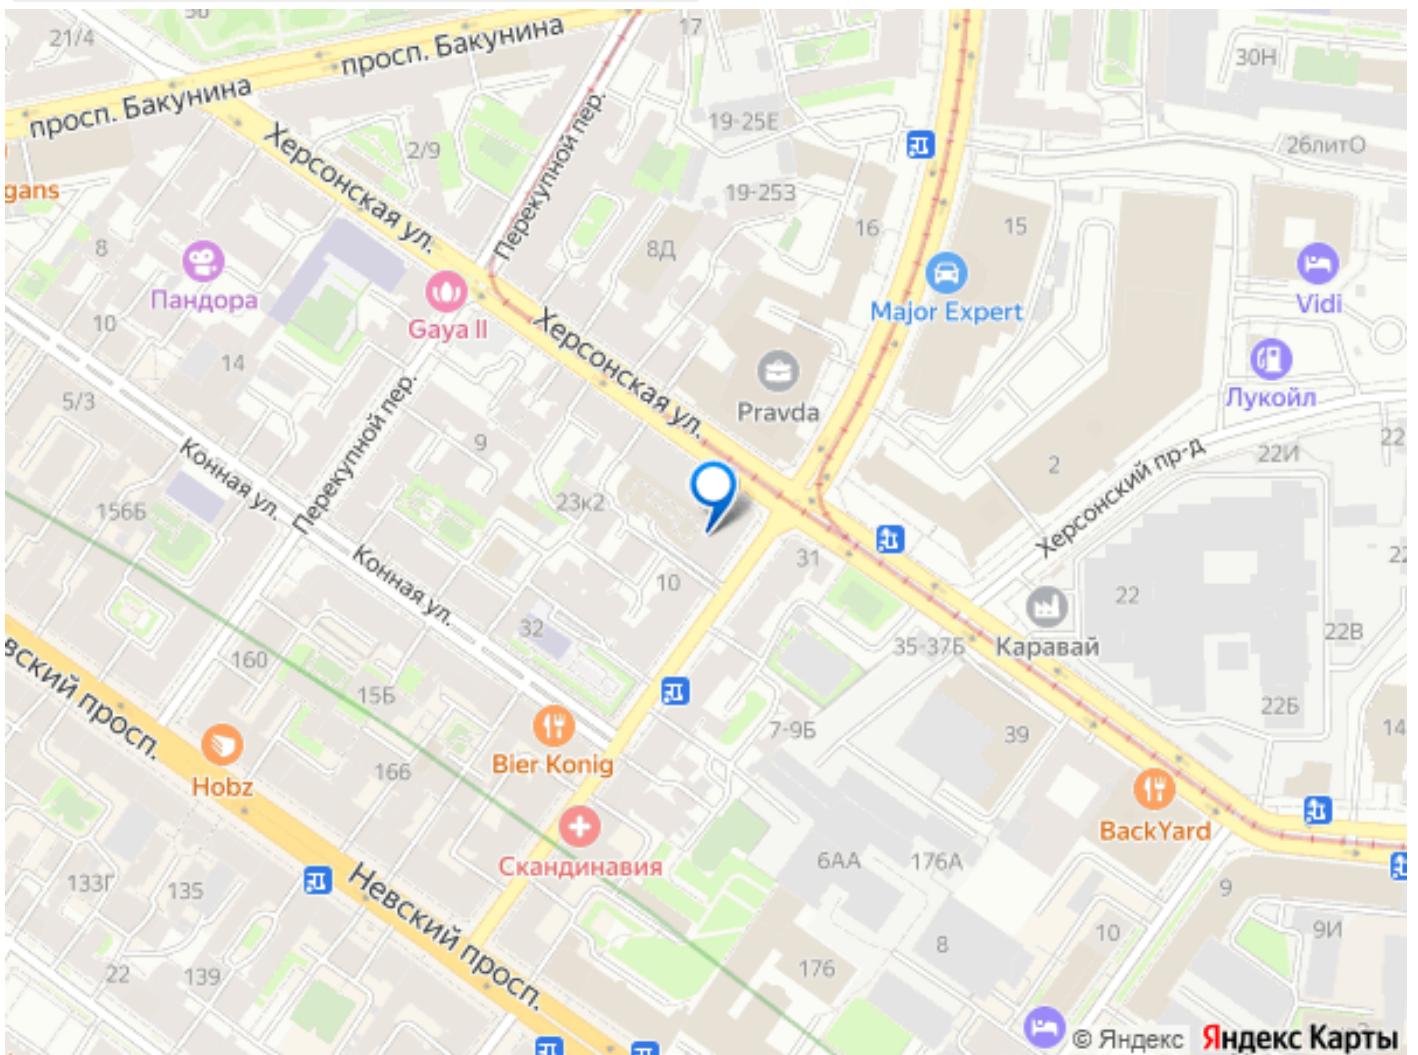 21/4
17
30Н
просп. Бакунина
просп. Бакунина
19-25Е
2/9
Херсонская ул.
Перекупной пер.
26литО
gans
19-253
8
8Д
16
15
Пандора
Gaya II
Major Expert
Vidi
10
14
Херсонская ул.
Pravda
Лукойл
5/3
Перекупной пер.
9
2
22И
22
Конная ул.
23к2
Херсонский пр-д
156Б
Конная ул.
10
31
22
32
35-37Б
Каравай
22В
вский просп.
160
15Б
7-9Б
39
22Б
14
Hobz
166
Bier Konig
BackYard
Скандинавия
6АА
176А
133Г
135
Невский просп.
9
10
9И
8
22
139
176
© Яндекс Яндекс Карты